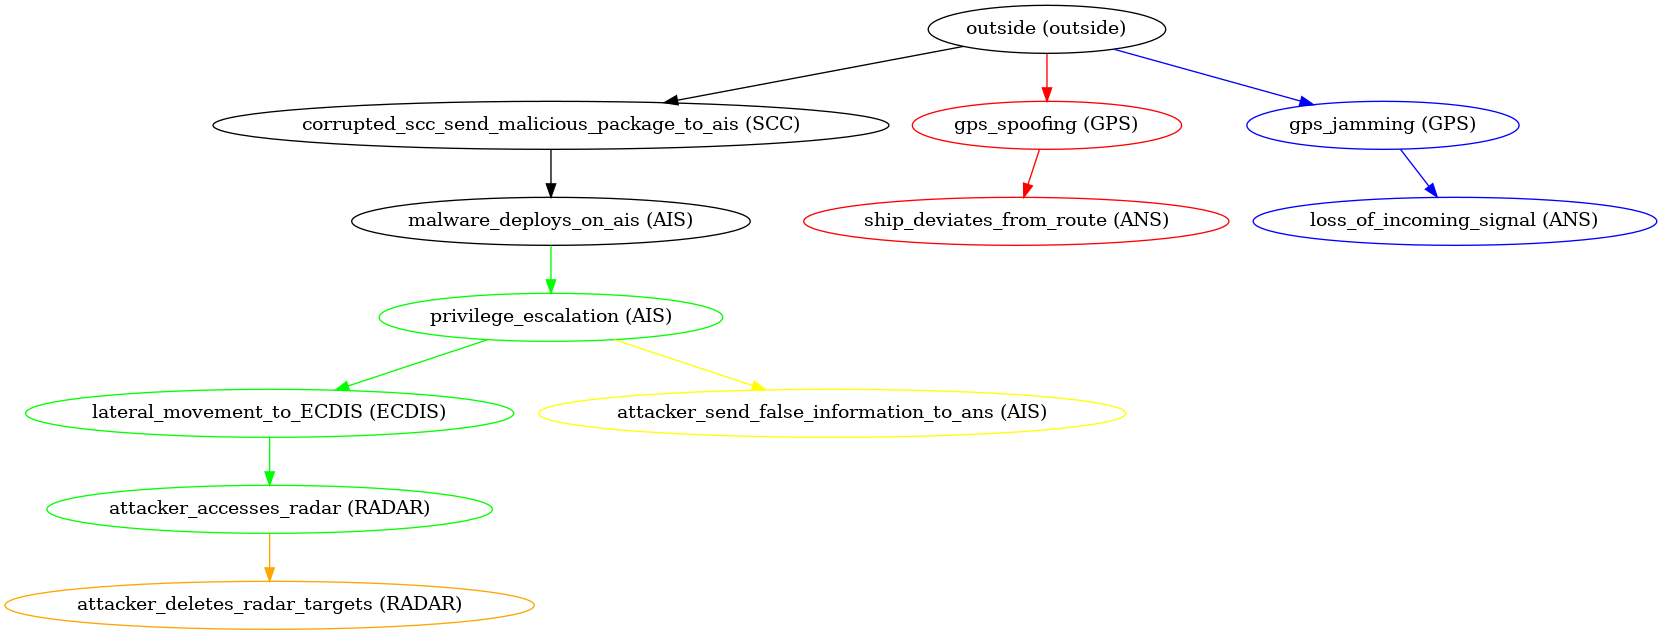 outside (outside)
corrupted_scc_send_malicious_package_to_ais (SCC)
gps_spoofing (GPS)
gps_jamming (GPS)
malware_deploys_on_ais (AIS)
ship_deviates_from_route (ANS)
loss_of_incoming_signal (ANS)
privilege_escalation (AIS)
lateral_movement_to_ECDIS (ECDIS)
attacker_send_false_information_to_ans (AIS)
attacker_accesses_radar (RADAR)
attacker_deletes_radar_targets (RADAR)